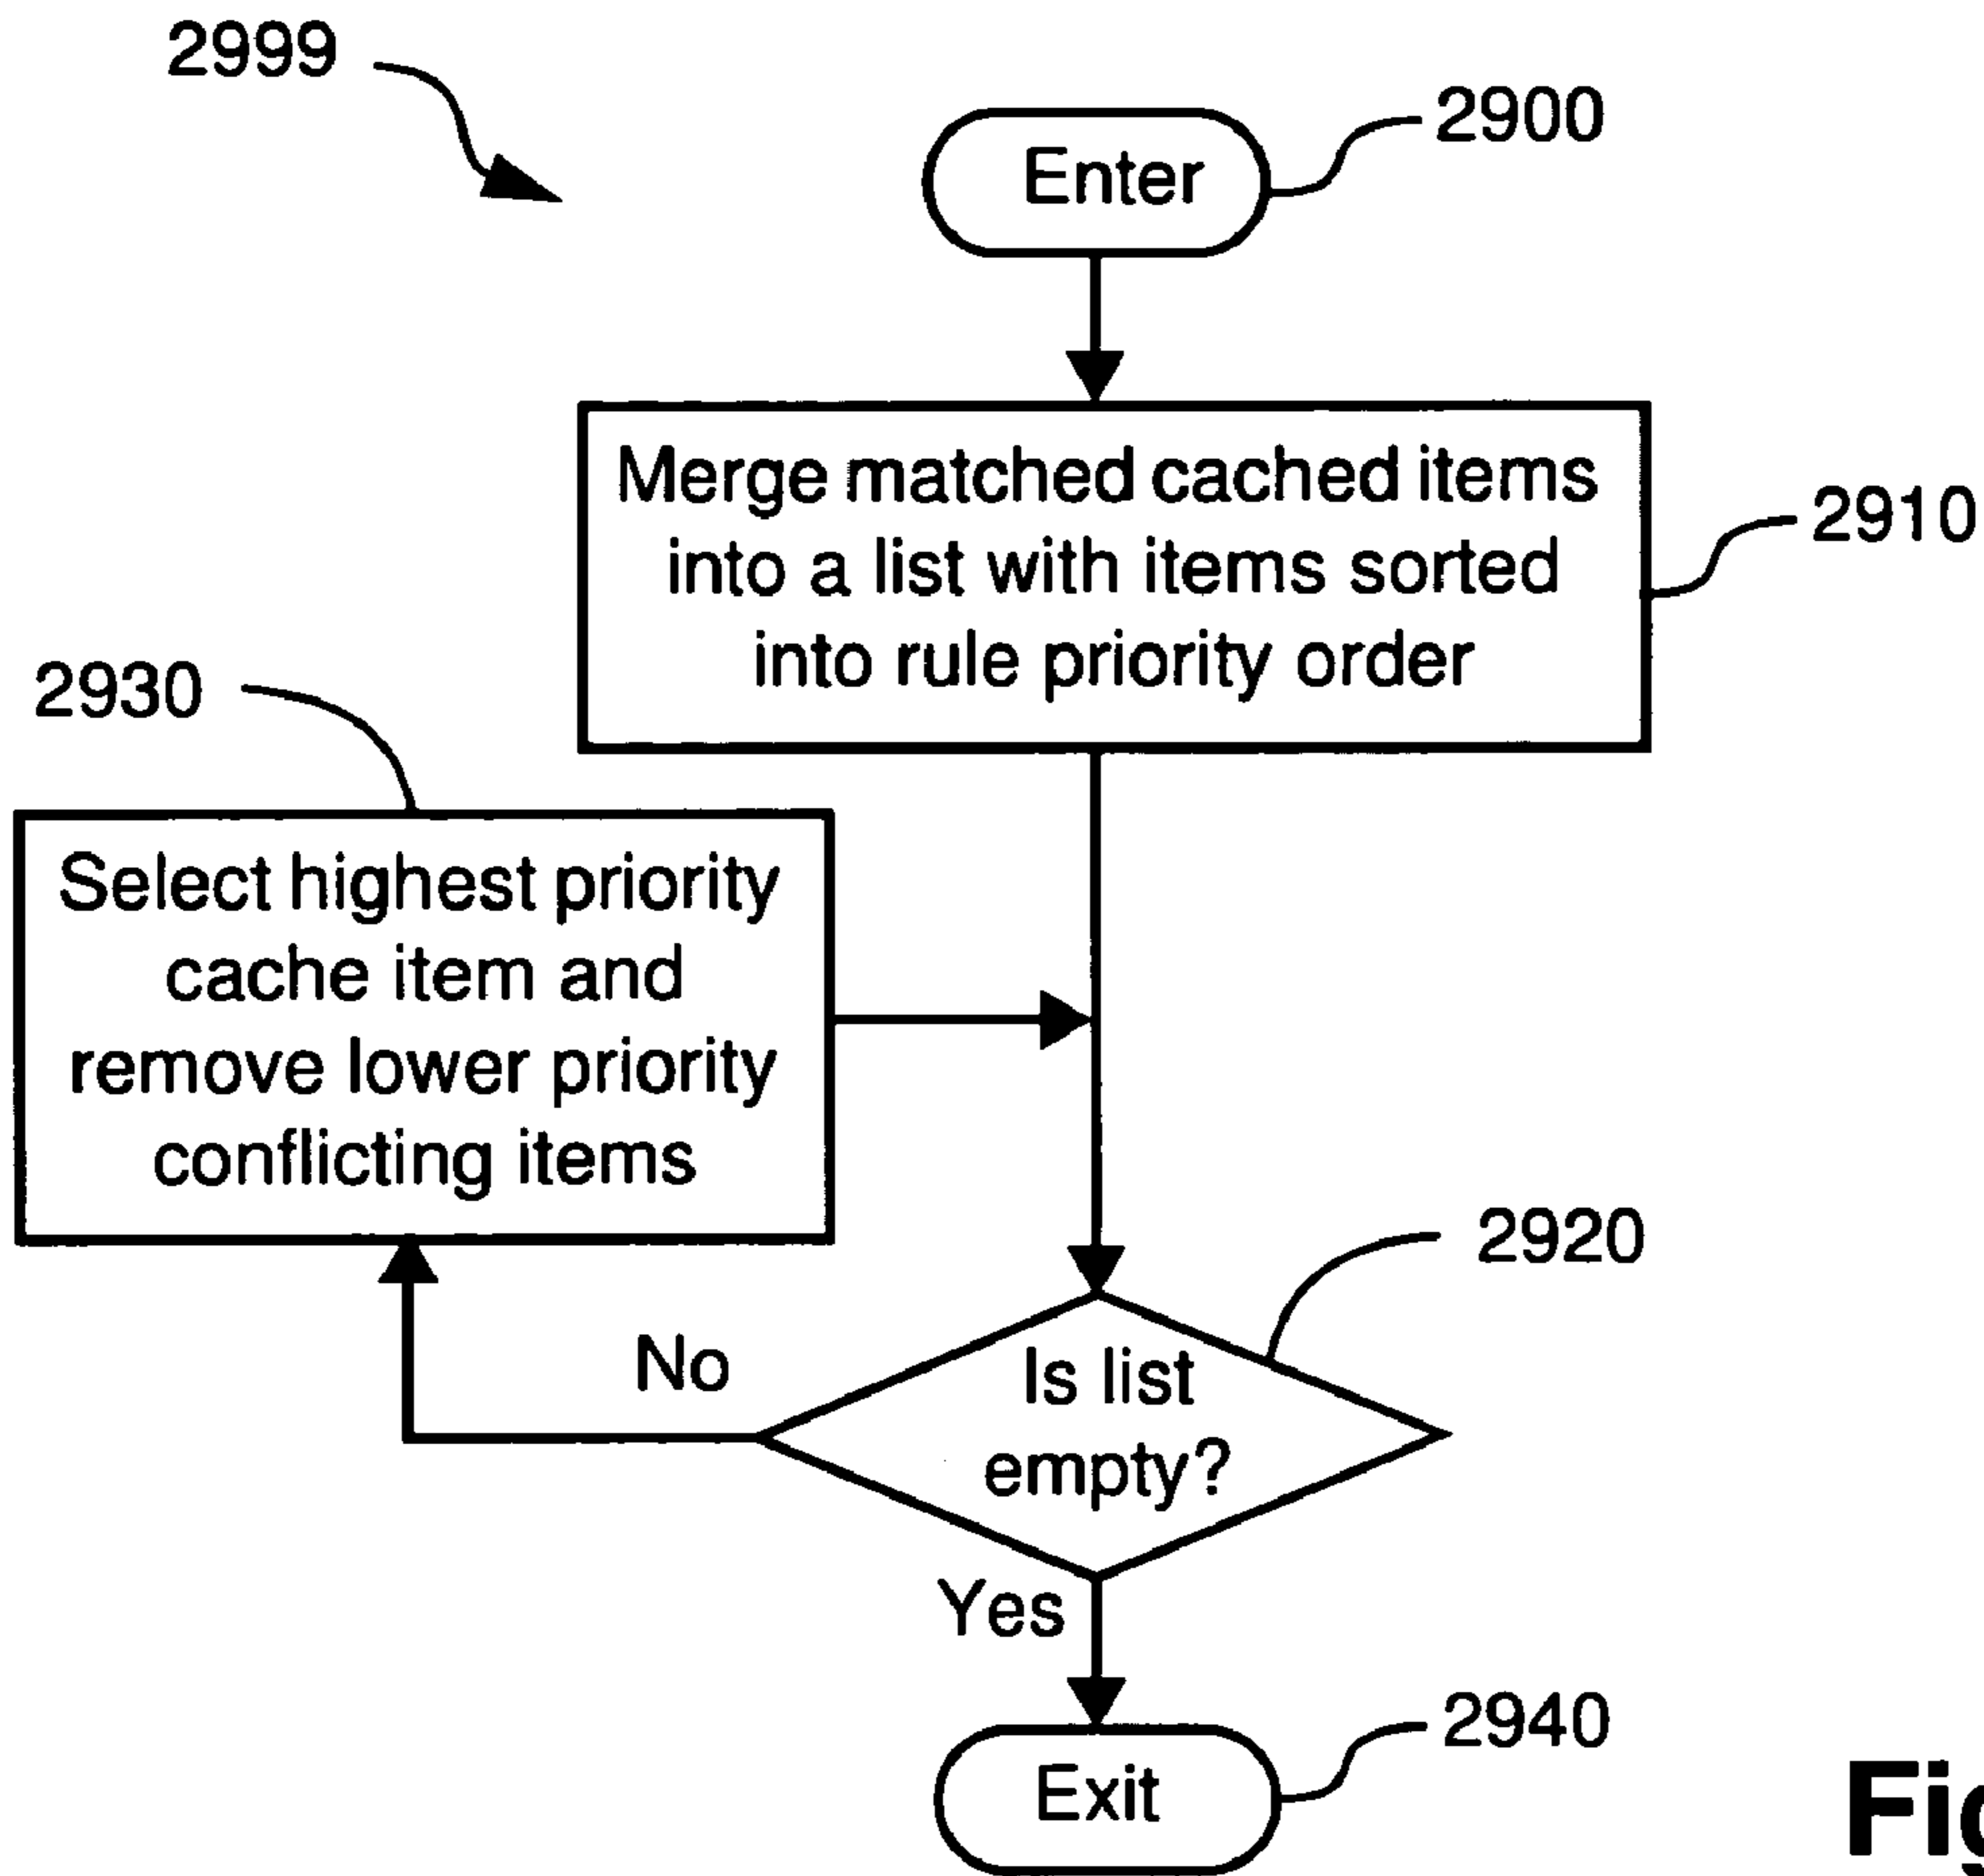 2999
2900
Enter
Merge matched cached items
into a list with items sorted
into rule priority order
2910
2930
Select highest priority
cache item and
remove lower priority
conflicting items
2920
Is list
empty?
No
Yes
2940
Exit